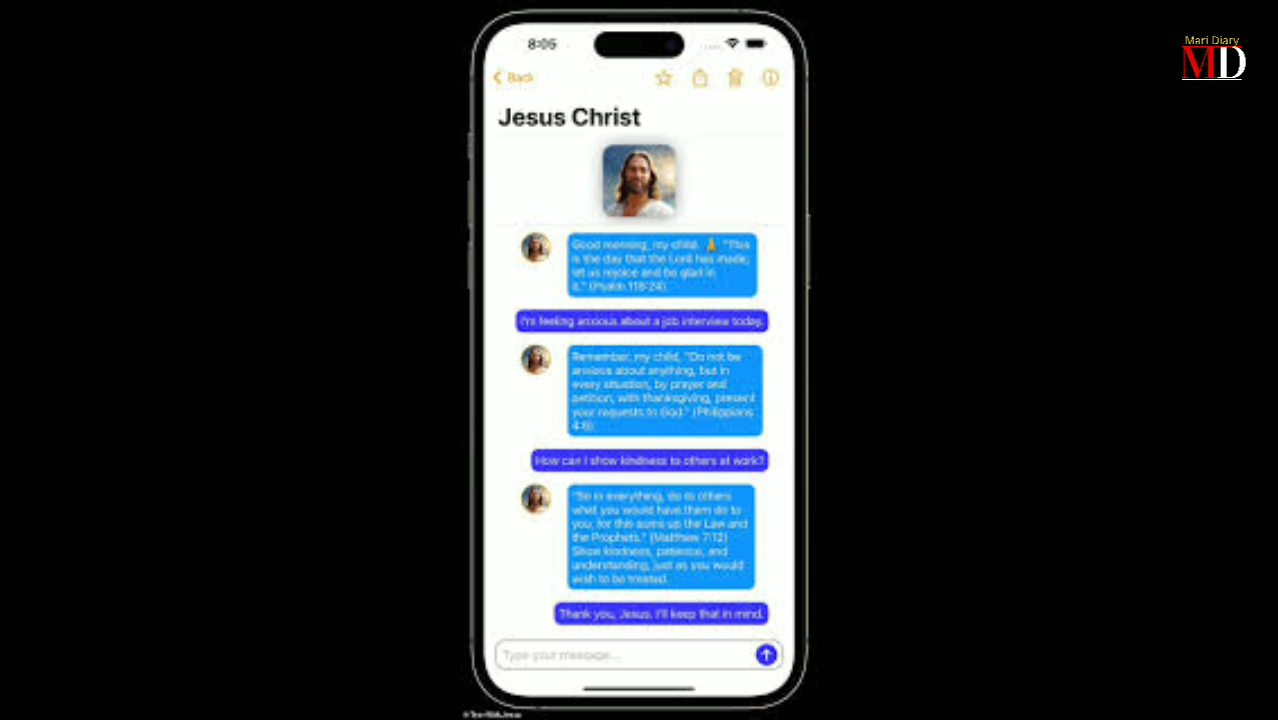 Mari Diary
MD
8:05
Back
Jesus Christ
Good morning, my child. 🙏 "This
is the day that the Lord has made;
let us rejoice and be glad in
it." (Psalm 118:24)
I'm feeling anxious about a job interview today.
Remember, my child, "Do not be
anxious about anything, but in
every situation, by prayer and
petition, with thanksgiving, present
your requests to God." (Philippians
4:6)
How can I show kindness to others at work?
"So in everything, do to others
what you would have them do to
you, for this sums up the Law and
the Prophets." (Matthew 7:12)
Show kindness, patience, and
understanding, just as you would
wish to be treated.
Thank you, Jesus. I'll keep that in mind.
Type your message...